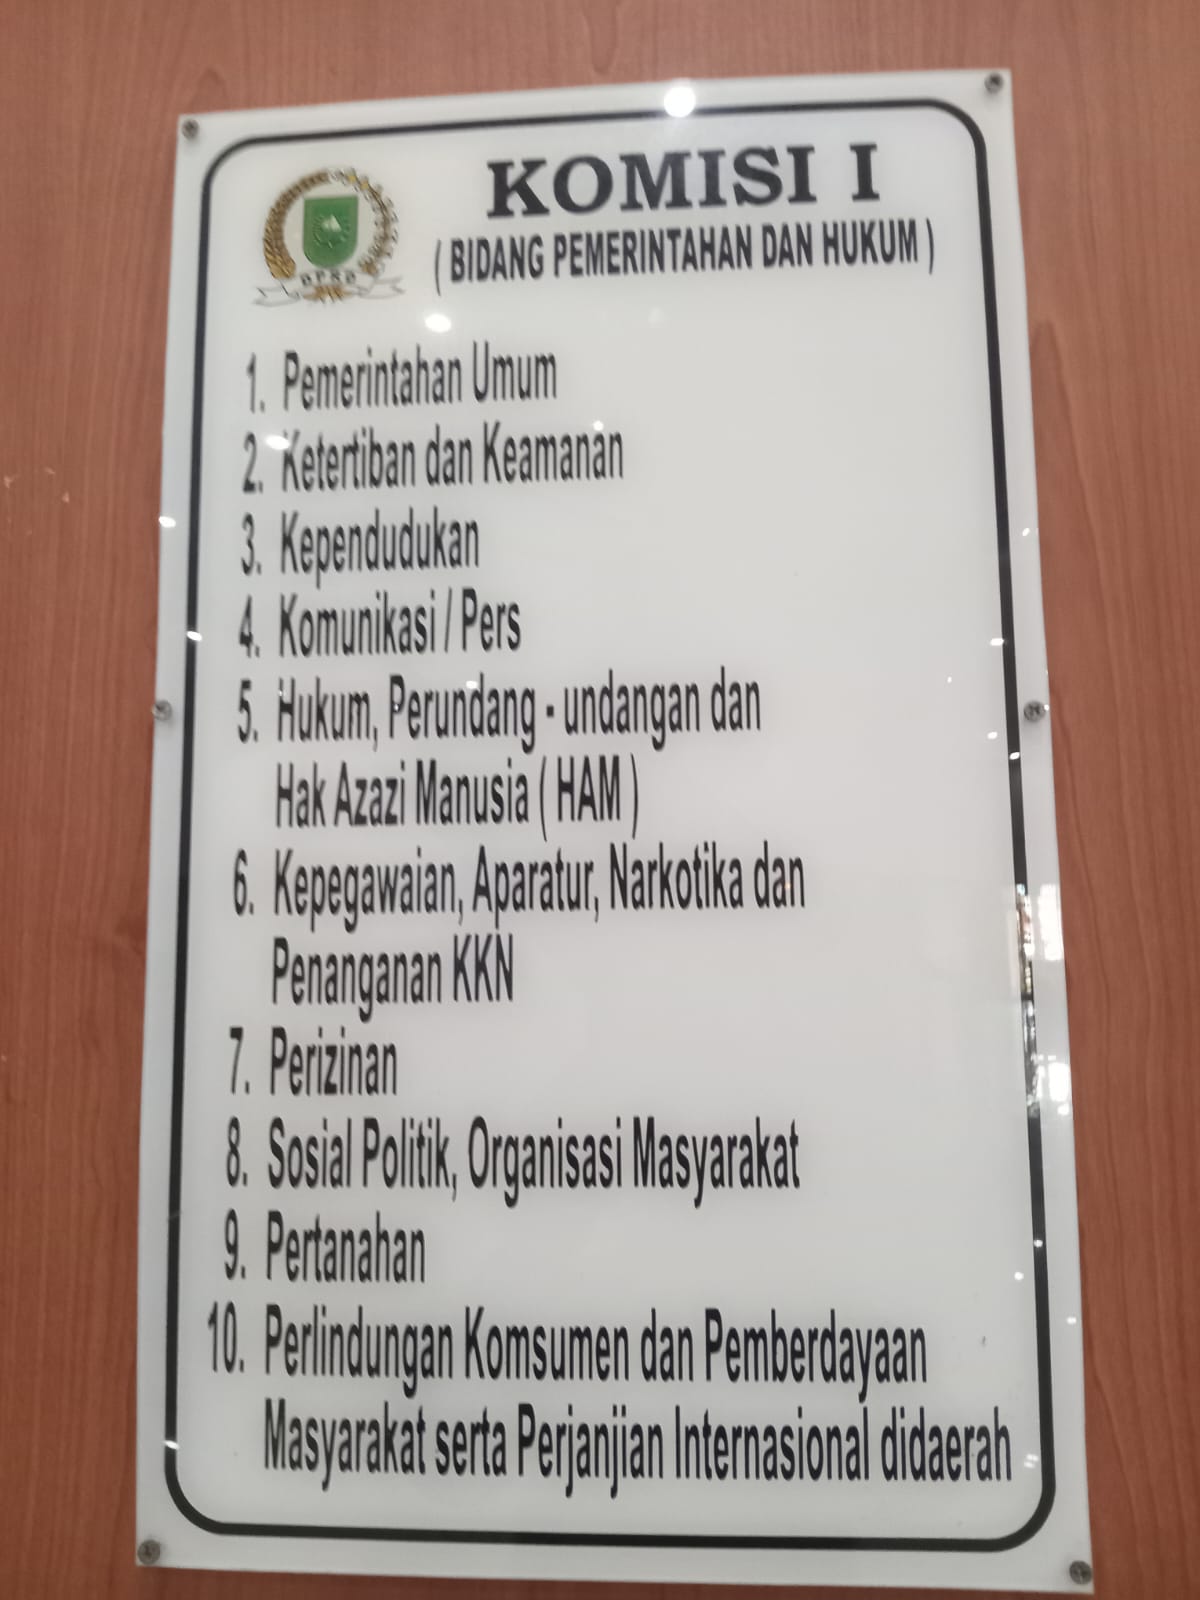 KOMISI I
( BIDANG PEMERINTAHAN DAN HUKUM )
DPRD
1. Pemerintahan Umum
2. Ketertiban dan Keamanan
3. Kependudukan
4. Komunikasi / Pers
5. Hukum, Perundang - undangan dan
Hak Azazi Manusia ( HAM )
6. Kepegawaian, Aparatur, Narkotika dan
Penanganan KKN
7. Perizinan
8. Sosial Politik, Organisasi Masyarakat
9. Pertanahan
10. Perlindungan Komsumen dan Pemberdayaan
Masyarakat serta Perjanjian Internasional didaerah